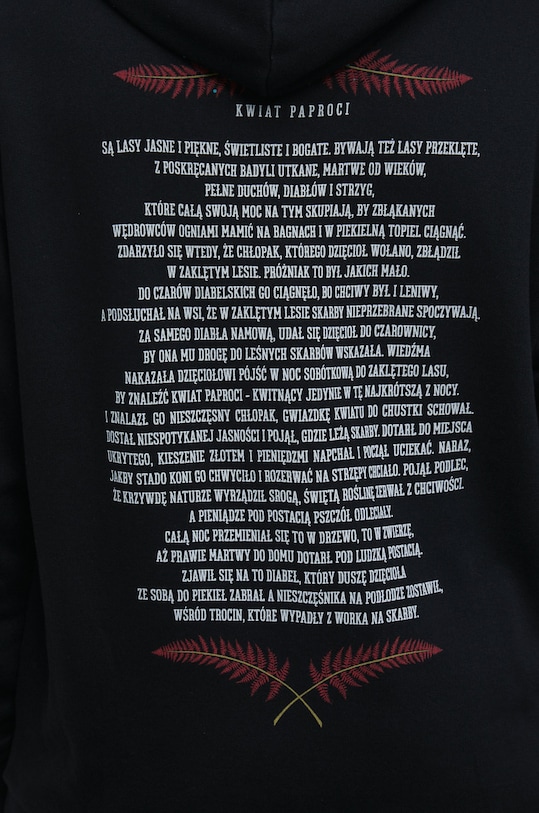 KWIAT PAPROCI
SĄ LASY JASNE I PIĘKNE, ŚWIETLISTE I BOGATE. BYWAJĄ TEŻ LASY PRZEKLĘTE,
Z POSKRĘCANYCH BADYLI UTKANE, MARTWE OD WIEKÓW,
PEŁNE DUCHÓW, DIABŁÓW I STRZYG,
KTÓRE CAŁĄ SWOJĄ MOC NA TYM SKUPIAJĄ, BY ZBŁĄKANYCH
WĘDROWCÓW OGNIAMI MAMIĆ NA BAGNACH I W PIEKIELNĄ TOPIEL CIĄGNĄĆ.
ZDARZYŁO SIĘ WTEDY, ŻE CHŁOPAK, KTÓREGO DZIĘCIOŁ WOŁANO, ZBŁĄDZIŁ
W ZAKLĘTYM LESIE. PRÓŻNIAK TO BYŁ JAKICH MAŁO.
DO CZARÓW DIABELSKICH GO CIĄGNĘŁO, BO CHCIWY BYŁ I LENIWY,
A PODSŁUCHAŁ NA WSI, ŻE W ZAKLĘTYM LESIE SKARBY NIEPRZEBRANE SPOCZYWAJĄ.
ZA SAMEGO DIABŁA NAMOWĄ, UDAŁ SIĘ DZIĘCIOŁ DO CZAROWNICY,
BY ONA MU DROGĘ DO LEŚNYCH SKARBÓW WSKAZAŁA. WIEDŹMA
NAKAZAŁA DZIĘCIOŁOWI PÓJŚĆ W NOC SOBÓTKOWĄ DO ZAKLĘTEGO LASU,
BY ZNALEŹĆ KWIAT PAPROCI - KWITNĄCY JEDYNIE W TĘ NAJKRÓTSZĄ Z NOCY.
I ZNALAZŁ GO NIESZCZĘSNY CHŁOPAK, GWIAZDKĘ KWIATU DO CHUSTKI SCHOWAŁ.
DOSTAŁ NIESPOTYKANEJ JASNOŚCI I POJĄŁ, GDZIE LEŻĄ SKARBY. DOTARŁ DO MIEJSCA
UKRYTEGO, KIESZENIE ZŁOTEM I PIENIĘDZMI NAPCHAŁ I POCZĄŁ UCIEKAĆ. NARAZ,
JAKBY STADO KONI GO CHWYCIŁO I ROZERWAĆ NA STRZĘPY CHCIAŁO. POJĄŁ PODLEC,
ŻE KRZYWDĘ NATURZE WYRZĄDZIŁ SROGĄ, ŚWIĘTĄ ROŚLINĘ ZERWAŁ Z CHCIWOŚCI.
A PIENIĄDZE POD POSTACIĄ PSZCZÓŁ ODLECIAŁY.
CAŁĄ NOC PRZEMIENIAŁ SIĘ TO W DRZEWO, TO W ZWIERZĘ,
AŻ PRAWIE MARTWY DO DOMU DOTARŁ POD LUDZKĄ POSTACIĄ.
ZJAWIŁ SIĘ NA TO DIABEŁ, KTÓRY DUSZĘ DZIĘCIOŁA
ZE SOBĄ DO PIEKIEŁ ZABRAŁ A NIESZCZĘŚNIKA NA PODŁODZE ZOSTAWIŁ,
WŚRÓD TROCIN, KTÓRE WYPADŁY Z WORKA NA SKARBY.